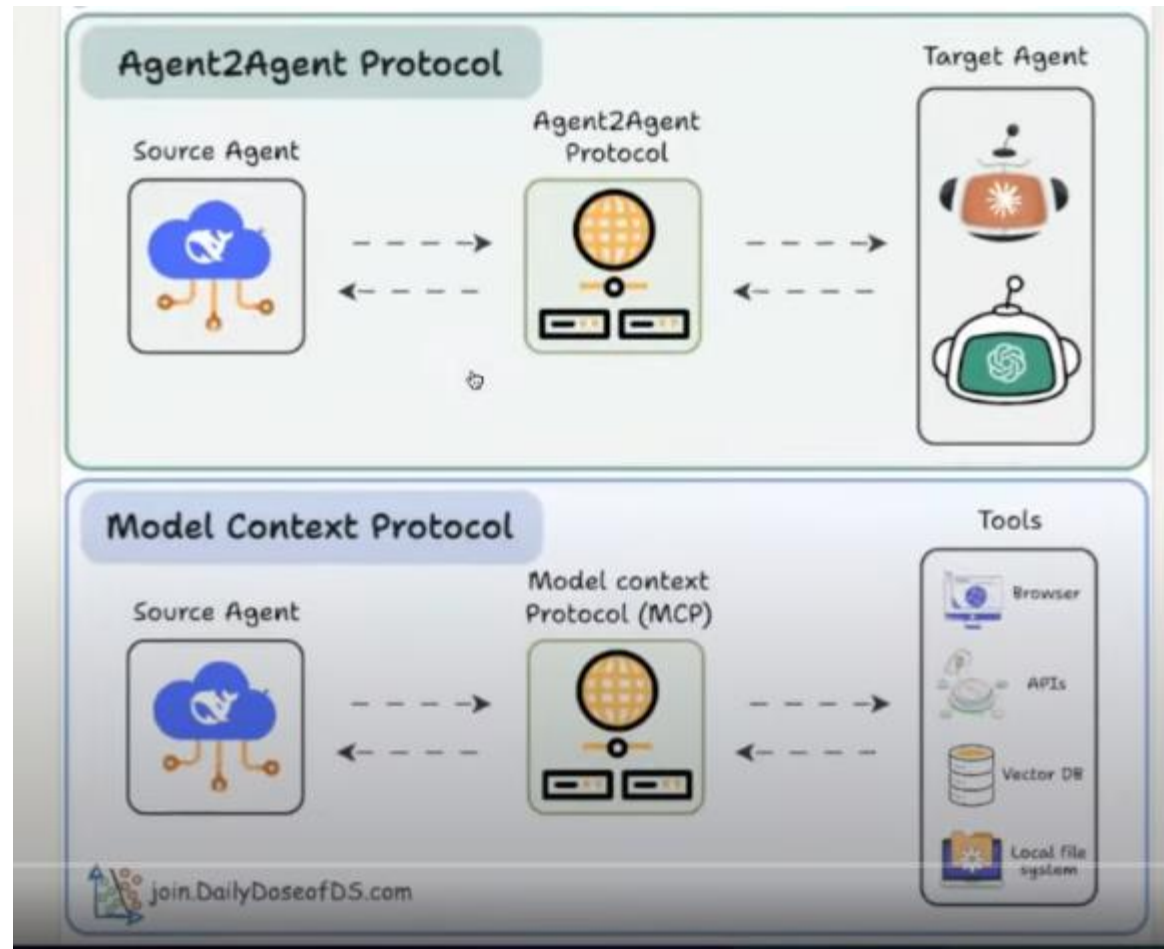 Agent2Agent Protocol
Target Agent
Agent2Agent
Protocol
Source Agent
Model Context Protocol
Tools
Model context
Protocol (MCP)
Source Agent
Browser
APIs
Vector DB
Local file
system
join.DailyDoseofDS.com